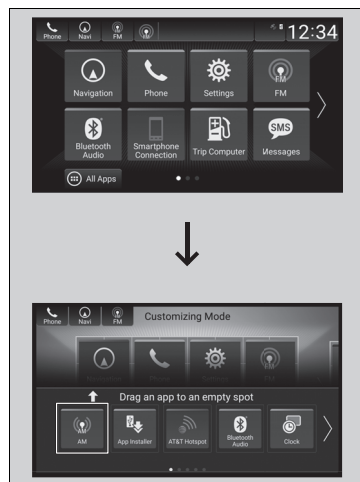 Phone Navi FM FM 12:34
Navigation Phone Settings FM
SMS
Bluetooth Audio Smartphone Connection Trip Computer Messages
All Apps
Phone Navi FM Customizing Mode
Drag an app to an empty spot
AM
AM App Installer AT&T Hotspot Bluetooth Audio Clock